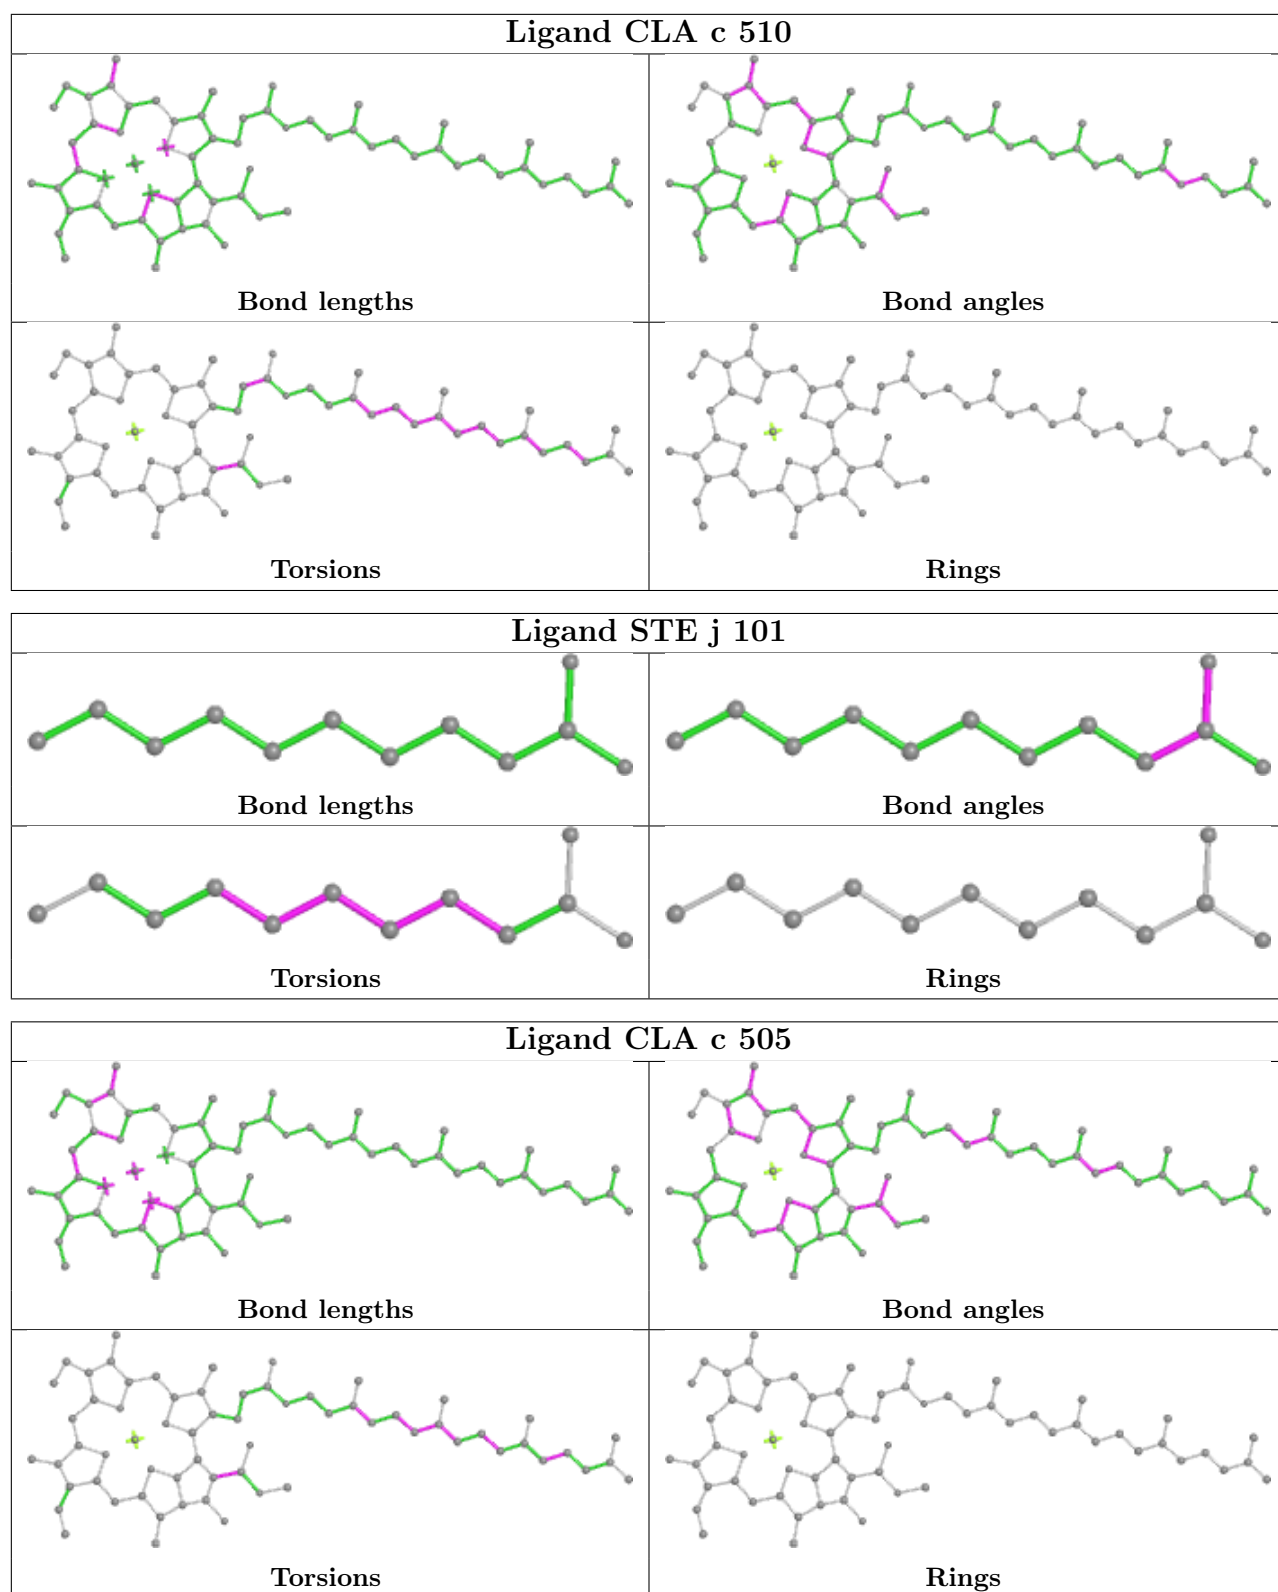 Ligand CLA c 510
Bond lengths
Bond angles
Torsions
Rings
Ligand STE j 101
Bond lengths
Bond angles
Torsions
Rings
Ligand CLA c 505
Bond lengths
Bond angles
Torsions
Rings